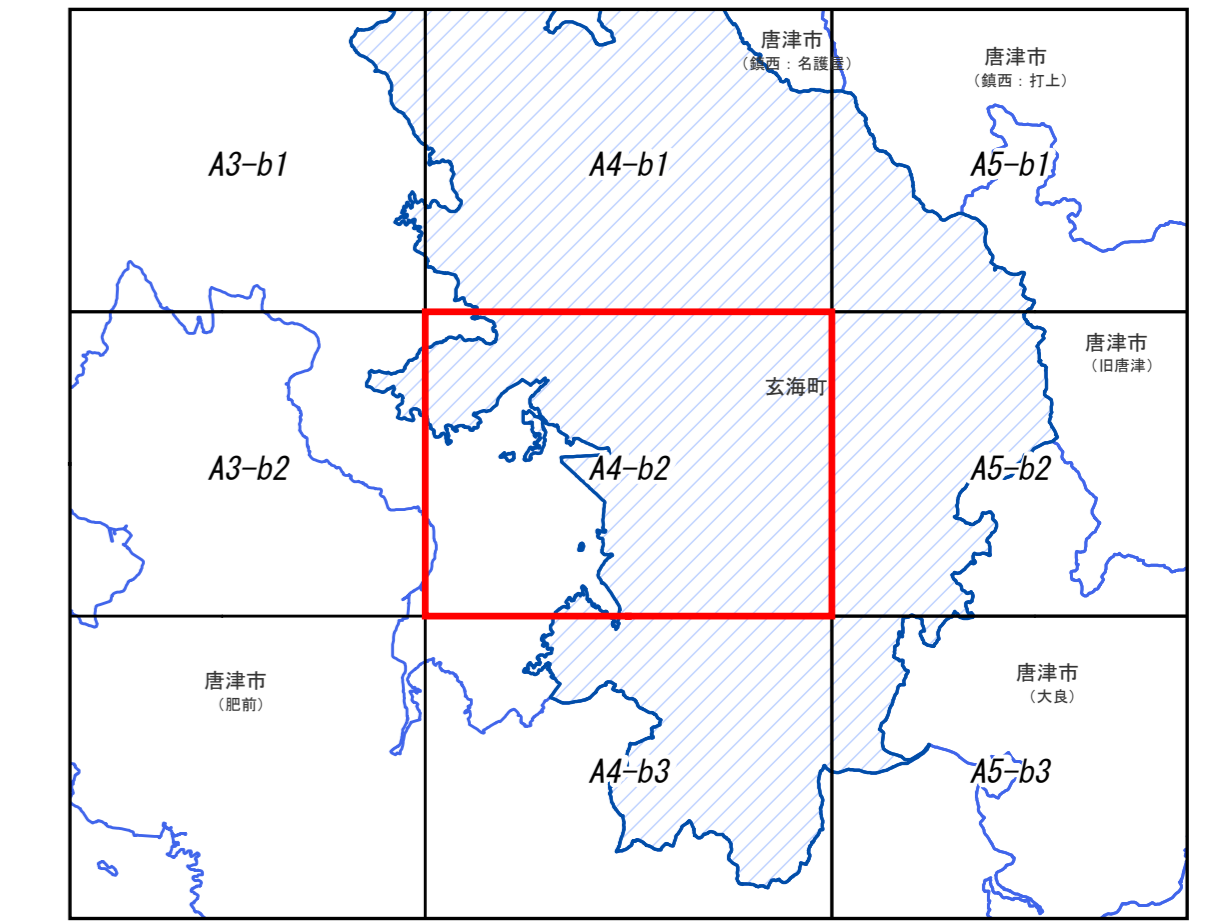 唐津市
(鎮西:名護屋)
唐津市
(鎮西:打上)
A3-b1
A4-b1
A5-b1
唐津市
(旧唐津)
玄海町
A3-b2
A4-b2
A5-b2
唐津市
(肥前)
唐津市
(大良)
A4-b3
A5-b3